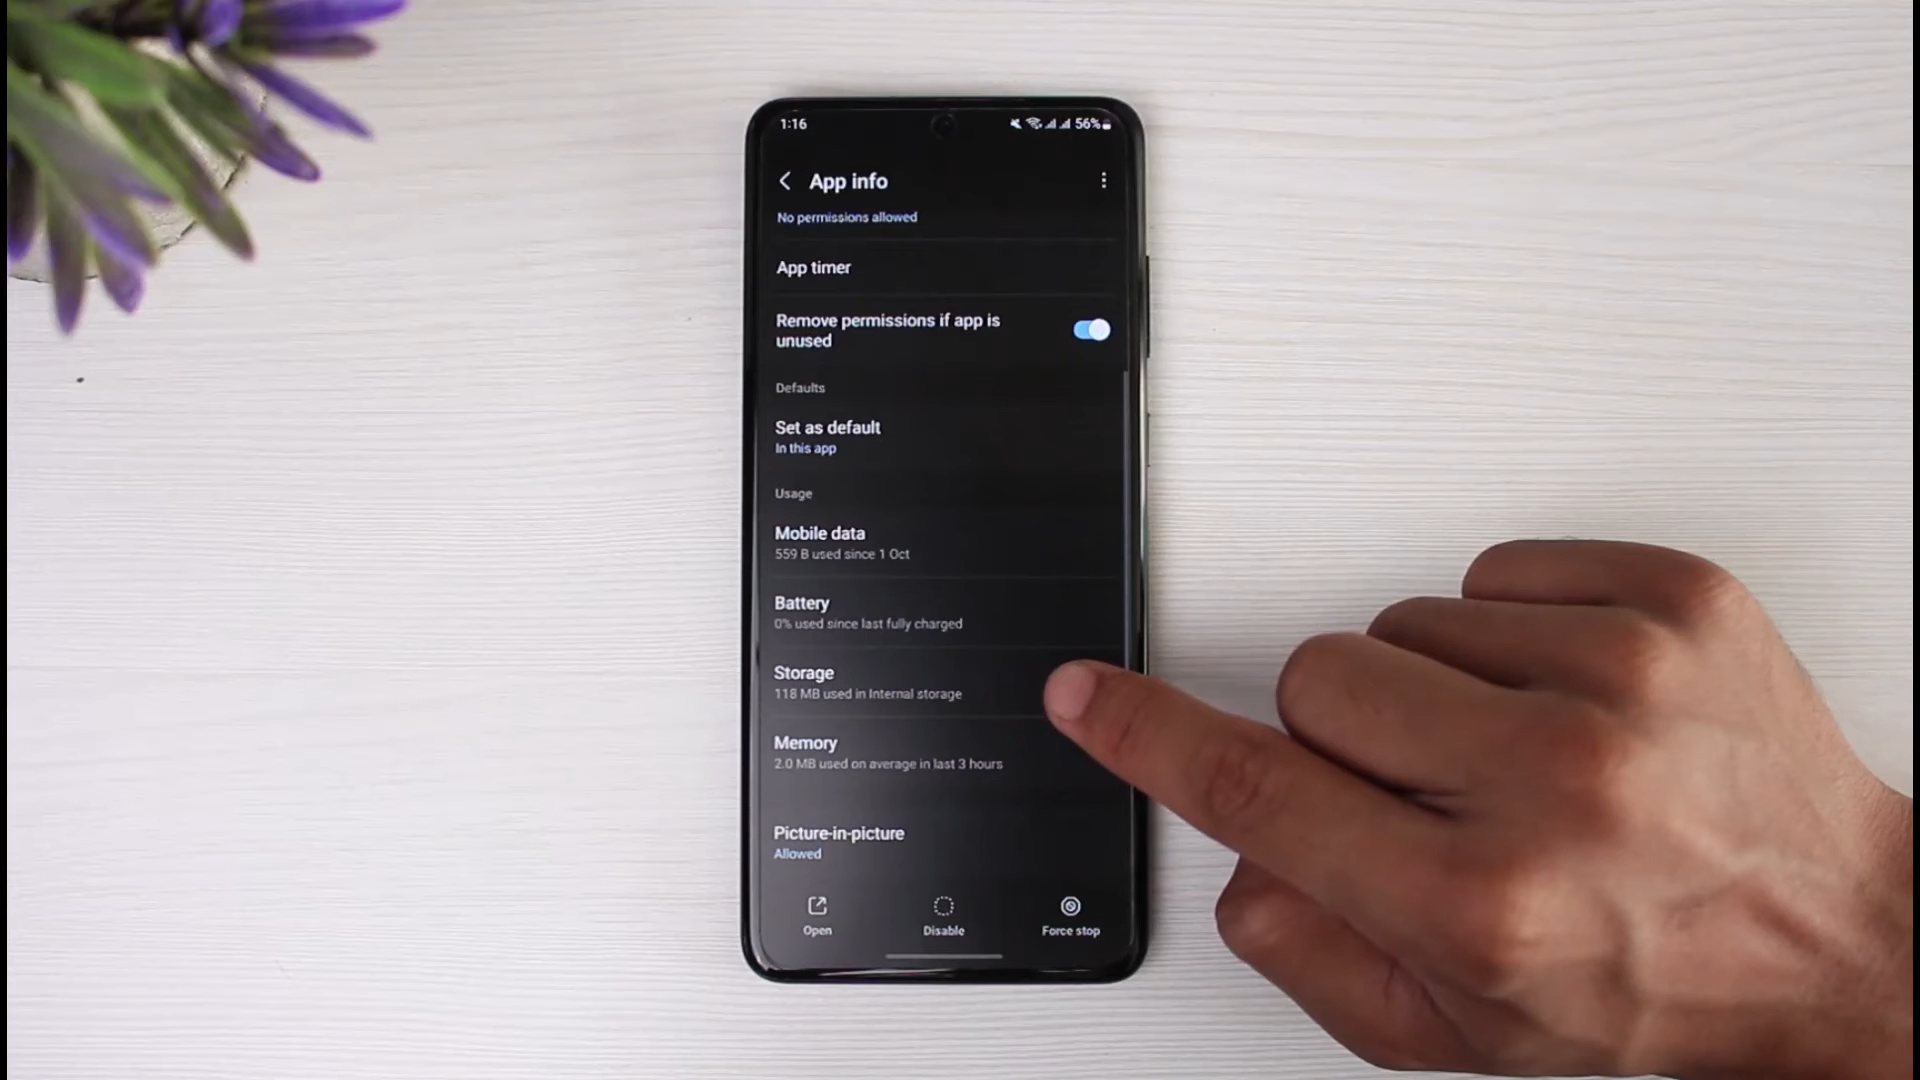 1:16
56%
App info
No permissions allowed
App timer
Remove permissions if app is
unused
Defaults
Set as default
In this app
Usage
Mobile data
559 B used since 1 Oct
Battery
0% used since last fully charged
Storage
118 MB used in Internal storage
Memory
2.0 MB used on average in last 3 hours
Picture-in-picture
Allowed
Open
Disable
Force stop